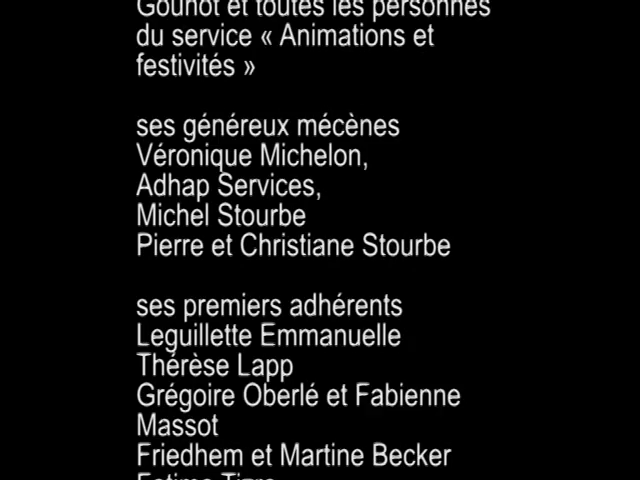 Gounot et toutes les personnes
du service « Animations et
festivités »
ses généreux mécènes
Véronique Michelon,
Adhap Services,
Michel Stourbe
Pierre et Christiane Stourbe
ses premiers adhérents
Leguillette Emmanuelle
Thérèse Lapp
Grégoire Oberlé et Fabienne
Massot
Friedhem et Martine Becker